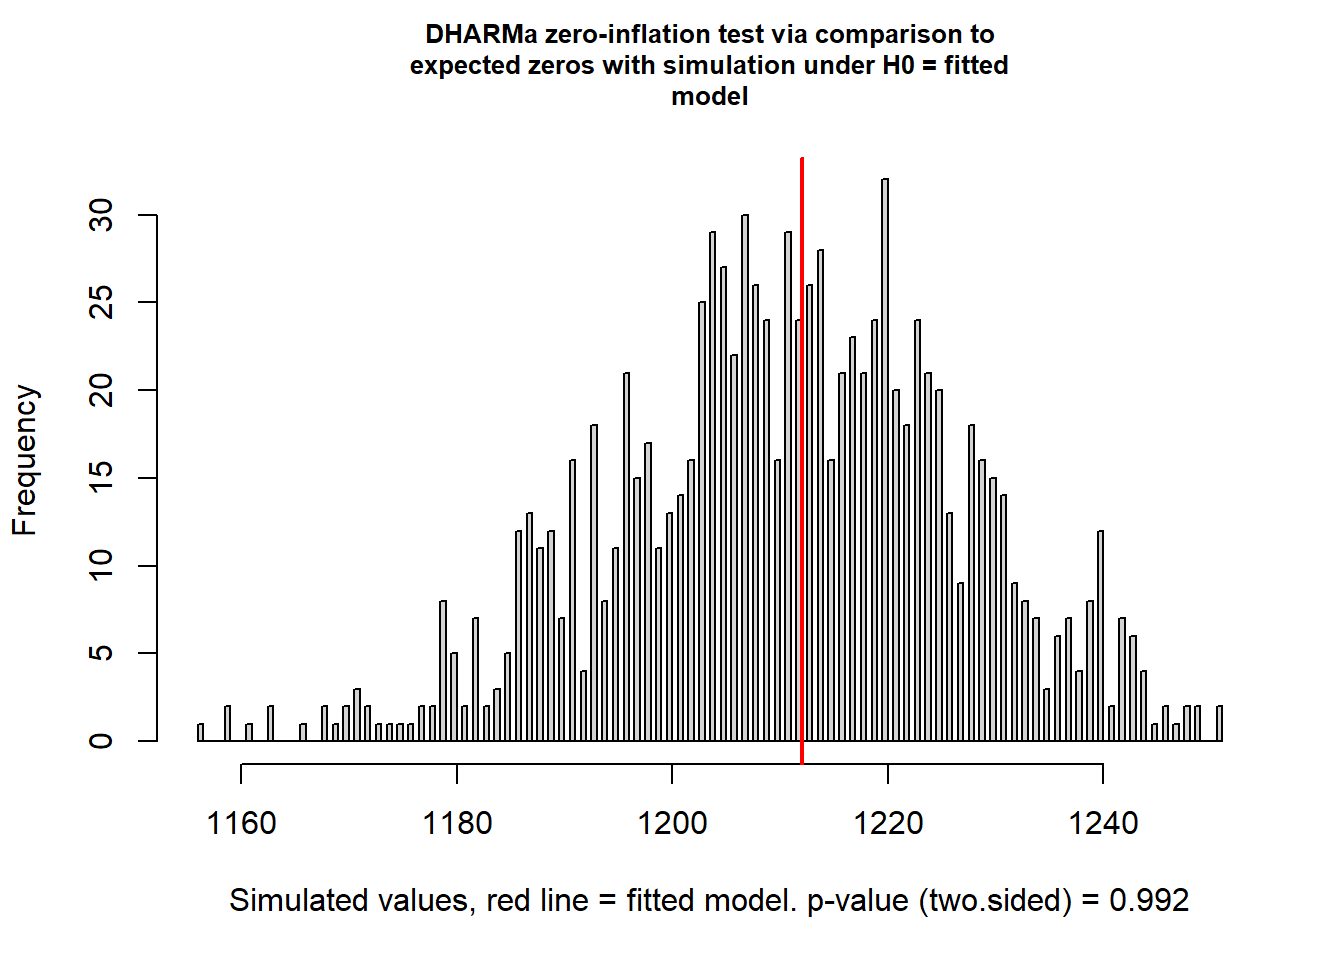 DHARMa zero-inflation test via comparison to
expected zeros with simulation under H0 = fitted
model
Frequency
30
25
20
15
10
5
0
1160 1180 1200 1220 1240
Simulated values, red line = fitted model. p-value (two.sided) = 0.992